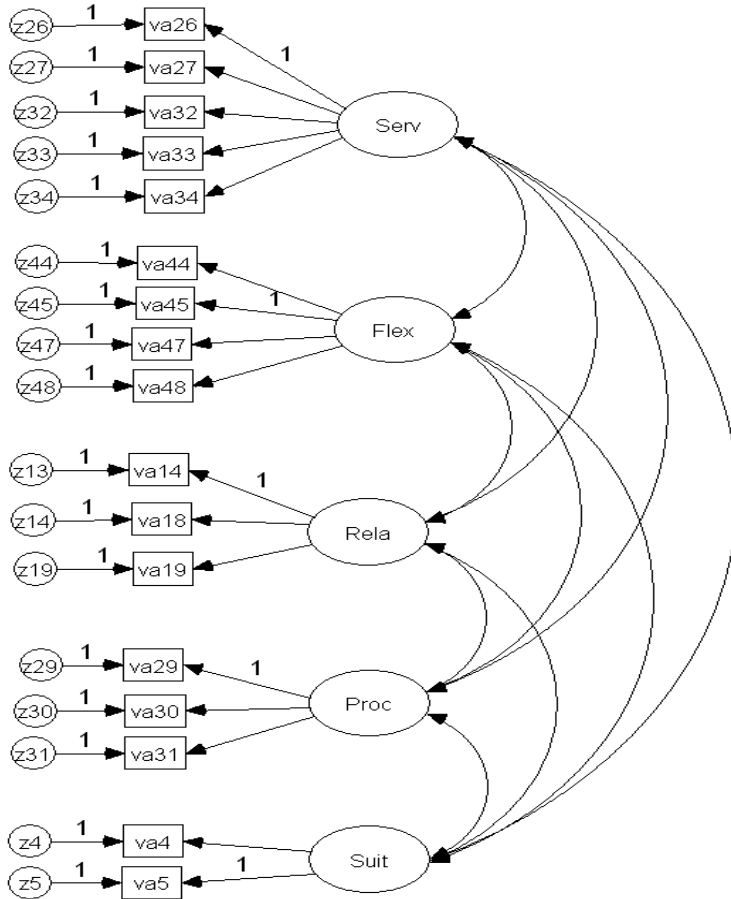 z26 1 va26
1
z27 1 va27
z32 1 va32
Serv
z33 1 va33
z34 1 va34
z44 1 va44
z45 1 va45 1
Flex
z47 1 va47
z48 1 va48
z13 1 va14 1
z14 1 va18
Rela
z19 1 va19
z29 1 va29 1
z30 1 va30
Proc
z31 1 va31
z4 1 va4
Suit
z5 1 va5 1